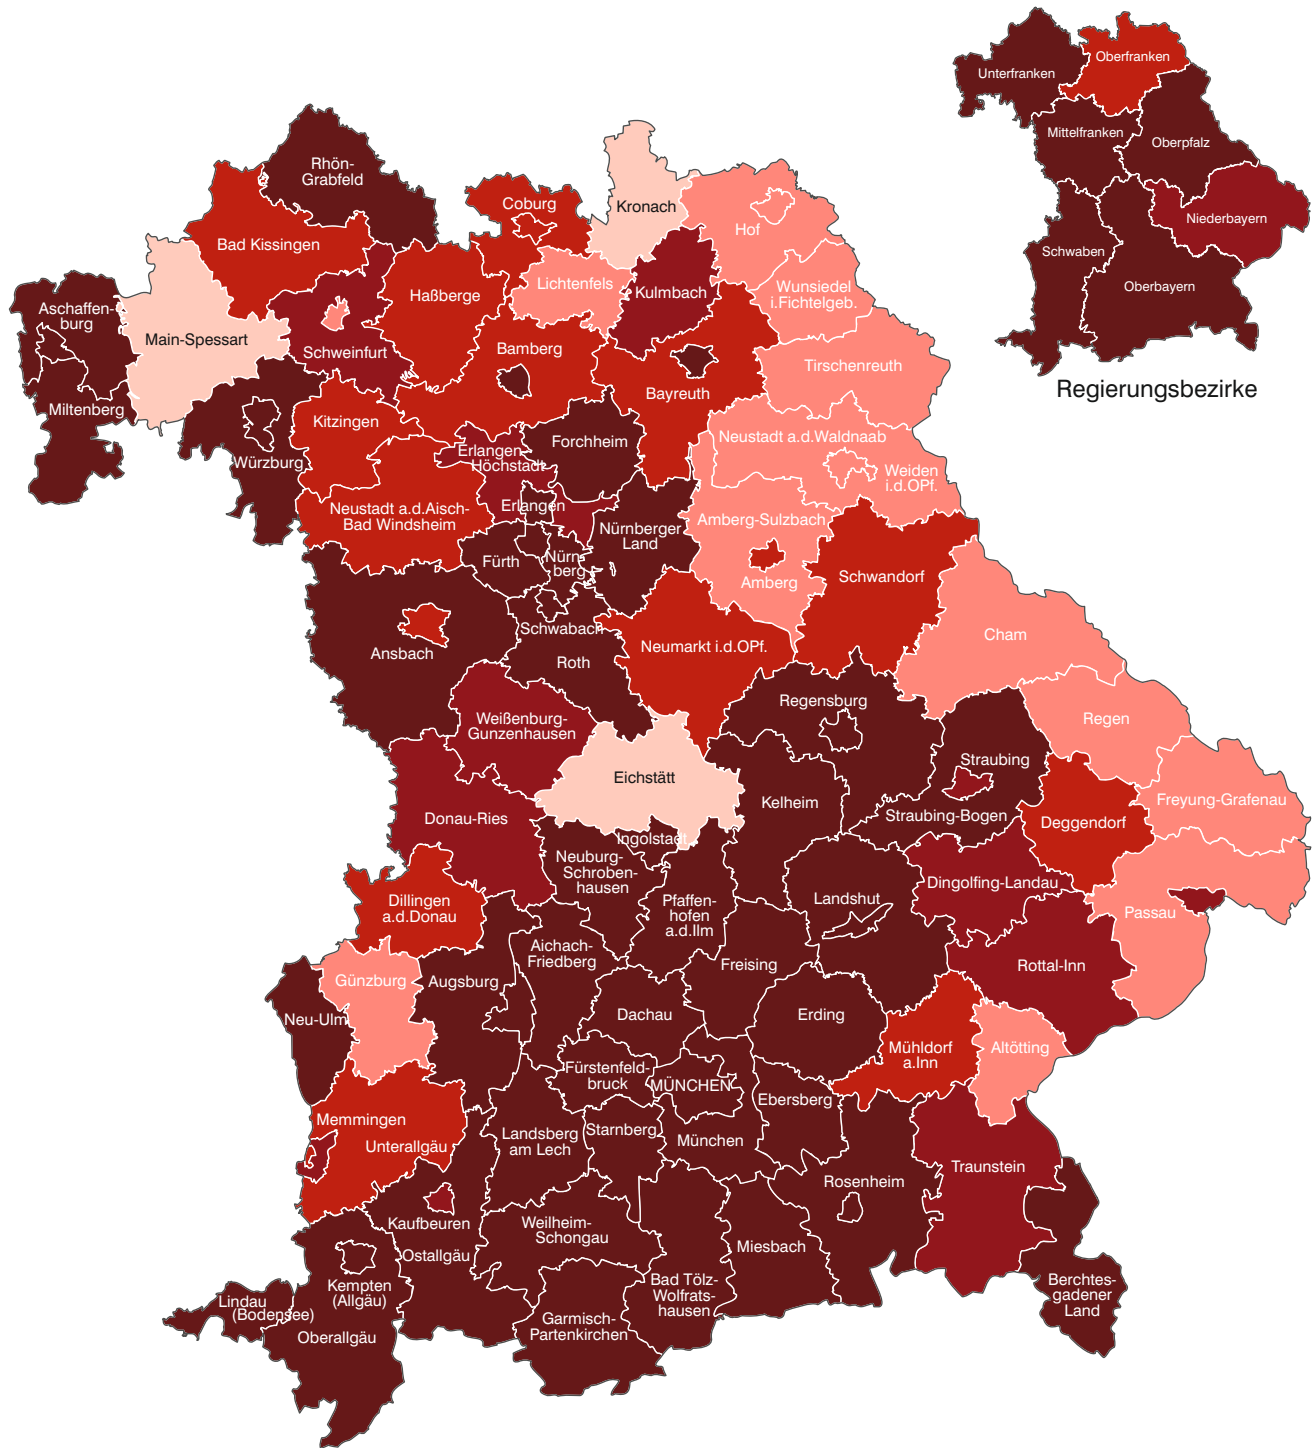 Oberfranken
Unterfranken
Mittelfranken
Oberpfalz
Niederbayern
Schwaben
Oberbayern
Regierungsbezirke
Rhön-
Grabfeld
Coburg
Kronach
Hof
Bad Kissingen
Lichtenfels
Kulmbach
Wunsiedel
i.Fichtelgeb.
Haßberge
Aschaffen-
burg
Main-Spessart
Schweinfurt
Bamberg
Tirschenreuth
Bayreuth
Miltenberg
Kitzingen
Forchheim
Neustadt a.d.Waldnaab
Würzburg
Erlangen-
Höchstadt
Weiden
i.d.OPf.
Neustadt a.d.Aisch-
Bad Windsheim
Erlangen
Nürnberger
Land
Amberg-Sulzbach
Fürth
Nürn-
berg
Amberg
Schwandorf
Schwabach
Ansbach
Roth
Neumarkt i.d.OPf.
Cham
Regensburg
Weißenburg-
Gunzenhausen
Regen
Straubing
Eichstätt
Kelheim
Freyung-Grafenau
Donau-Ries
Straubing-Bogen
Deggendorf
Ingolstadt
Neuburg-
Schroben-
hausen
Dingolfing-Landau
Dillingen
a.d.Donau
Pfaffen-
hofen
a.d.Ilm
Landshut
Passau
Aichach-
Friedberg
Freising
Rottal-Inn
Günzburg
Augsburg
Neu-Ulm
Dachau
Erding
Mühldorf
a.Inn
Altötting
Fürstenfeld-
bruck
MÜNCHEN
Ebersberg
Memmingen
Unterallgäu
Landsberg
am Lech
Starnberg
München
Traunstein
Rosenheim
Kaufbeuren
Weilheim-
Schongau
Miesbach
Ostallgäu
Bad Tölz-
Wolfrats-
hausen
Berchtes-
gadener
Land
Kempten
(Allgäu)
Lindau
(Bodensee)
Garmisch-
Partenkirchen
Oberallgäu